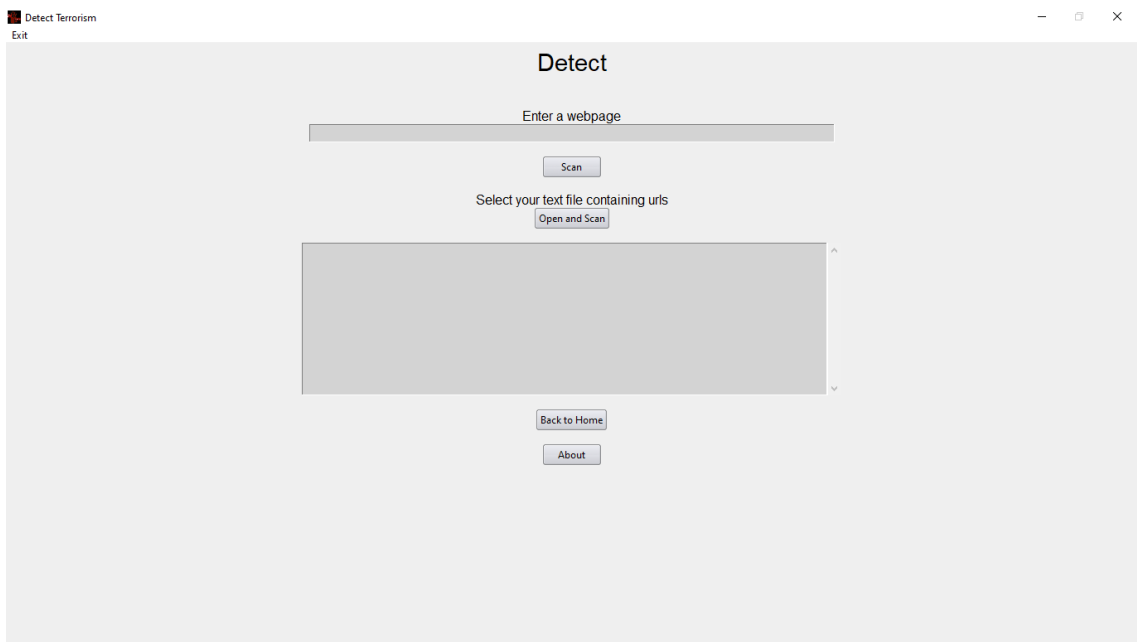 Detect Terrorism
Exit
Detect
Enter a webpage
Scan
Select your text file containing urls
Open and Scan
Back to Home
About